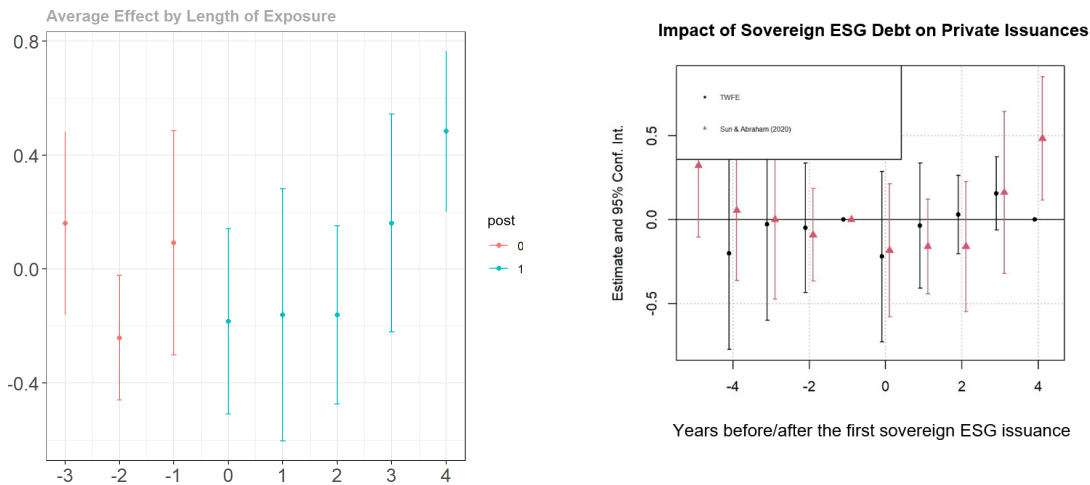 Average Effect by Length of Exposure
0.8
0.4
0.0
-0.4
-3 -2 -1 0 1 2 3 4
post
0
1
Impact of Sovereign ESG Debt on Private Issuances
TWFE
Sun & Abraham (2020)
Estimate and 95% Conf. Int.
0.5
0.0
-0.5
-4 -2 0 2 4
Years before/after the first sovereign ESG issuance